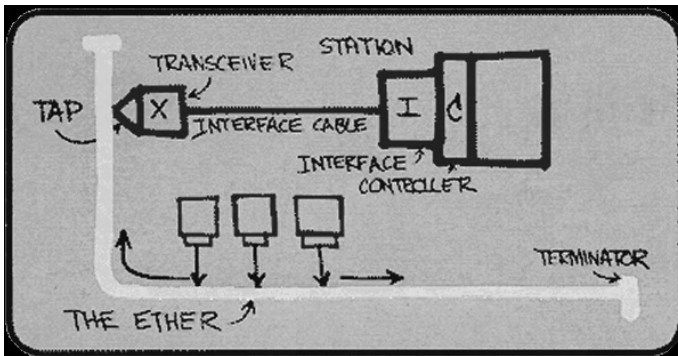 STATION
TRANSCEIVER
TAP
X
I
C
INTERFACE CABLE
INTERFACE
CONTROLLER
TERMINATOR
THE ETHER